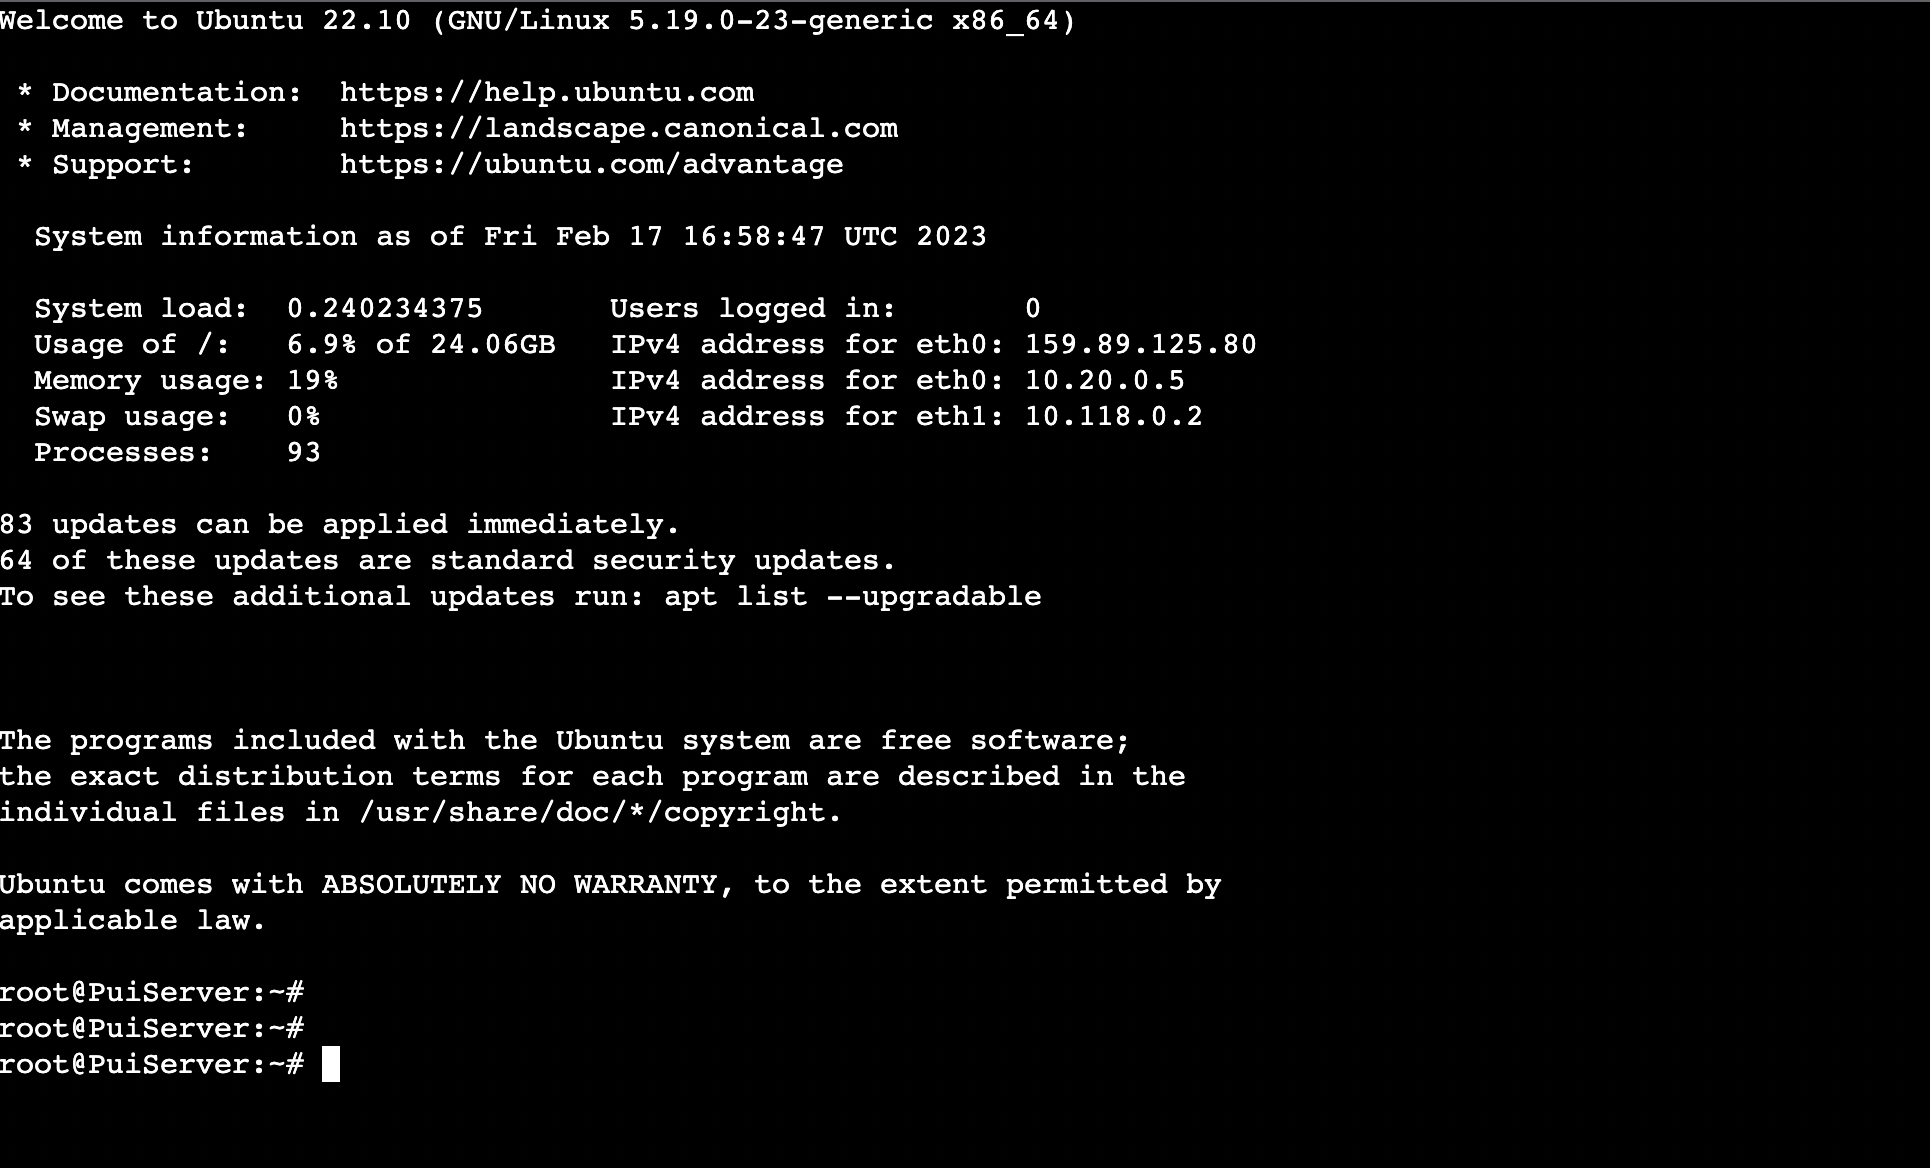 Welcome to Ubuntu 22.10 (GNU/Linux 5.19.0-23-generic x86_64)

 * Documentation:  https://help.ubuntu.com
 * Management:     https://landscape.canonical.com
 * Support:        https://ubuntu.com/advantage

  System information as of Fri Feb 17 16:58:47 UTC 2023

  System load:  0.240234375       Users logged in:       0
  Usage of /:   6.9% of 24.06GB   IPv4 address for eth0: 159.89.125.80
  Memory usage: 19%               IPv4 address for eth0: 10.20.0.5
  Swap usage:   0%                IPv4 address for eth1: 10.118.0.2
  Processes:    93

83 updates can be applied immediately.
64 of these updates are standard security updates.
To see these additional updates run: apt list --upgradable

The programs included with the Ubuntu system are free software;
the exact distribution terms for each program are described in the
individual files in /usr/share/doc/*/copyright.

Ubuntu comes with ABSOLUTELY NO WARRANTY, to the extent permitted by
applicable law.

root@PuiServer:~#
root@PuiServer:~#
root@PuiServer:~#